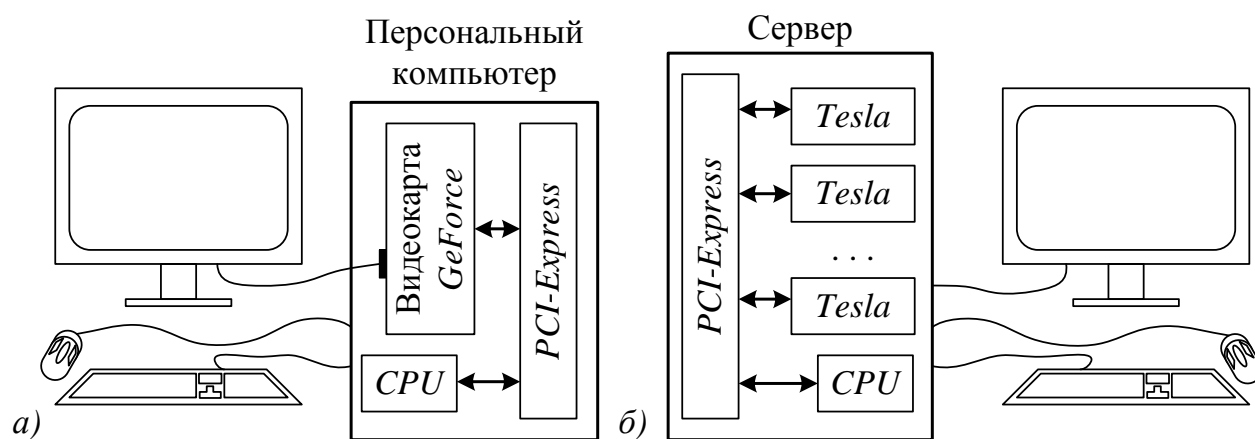 Персональный
компьютер
Видеокарта
GeForce
PCI-Express
CPU
а)
Сервер
PCI-Express
Tesla
Tesla
. . .
Tesla
CPU
б)